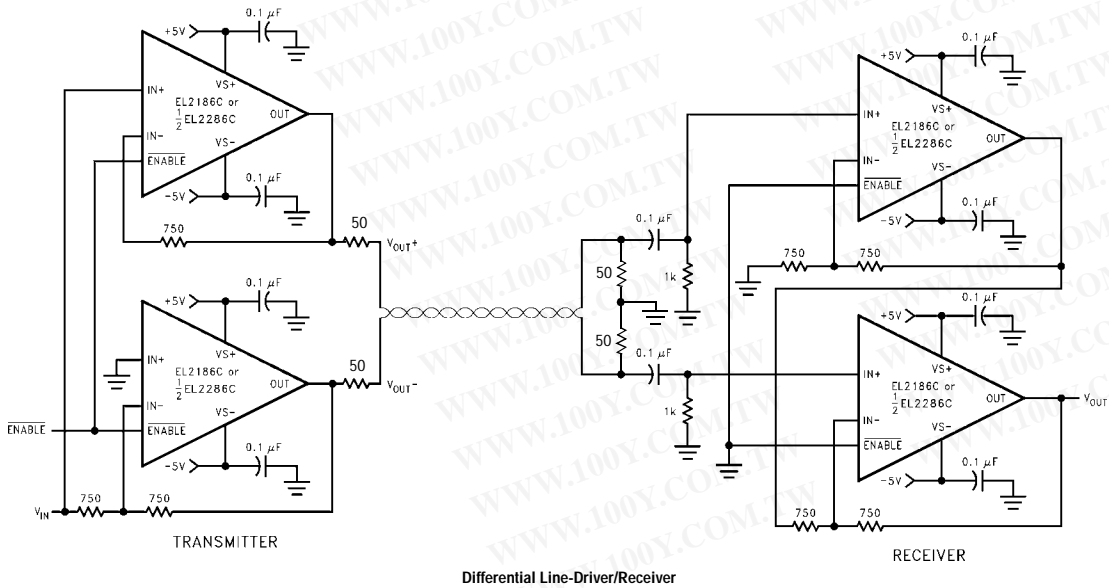 0.1 μF
+5V
VS+
IN+
EL2186C or
1/2 EL2286C
OUT
IN-
VS-
ENABLE
0.1 μF
-5V
750
50
VOUT+
0.1 μF
+5V
VS+
IN+
EL2186C or
1/2 EL2286C
OUT
50
VOUT-
IN-
VS-
ENABLE
ENABLE
0.1 μF
-5V
750
750
VIN
TRANSMITTER
0.1 μF
50
1k
50
0.1 μF
1k
0.1 μF
+5V
VS+
IN+
EL2186C or
1/2 EL2286C
OUT
IN-
VS-
ENABLE
0.1 μF
-5V
750
750
0.1 μF
+5V
VS+
IN+
EL2186C or
1/2 EL2286C
OUT
VOUT
IN-
VS-
ENABLE
0.1 μF
-5V
750
750
RECEIVER
Differential Line-Driver/Receiver
WWW.100Y.COM.TW